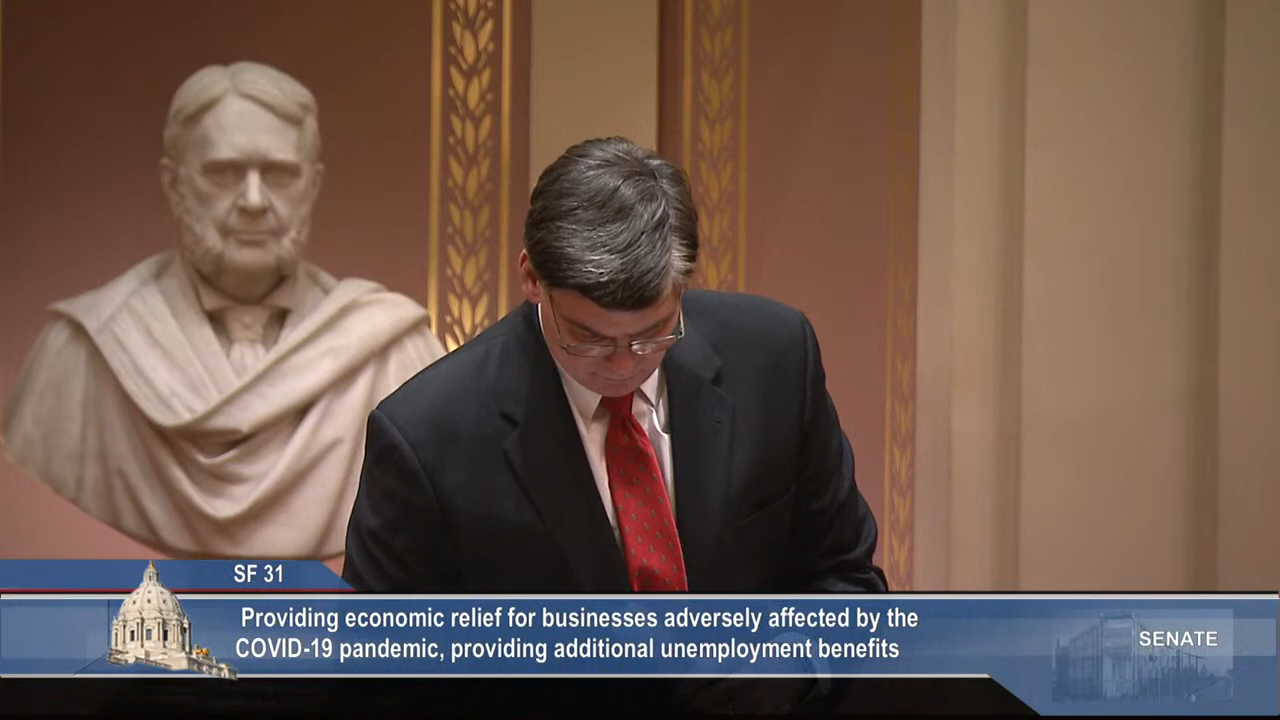 SF 31
Providing economic relief for businesses adversely affected by the
COVID-19 pandemic, providing additional unemployment benefits
SENATE